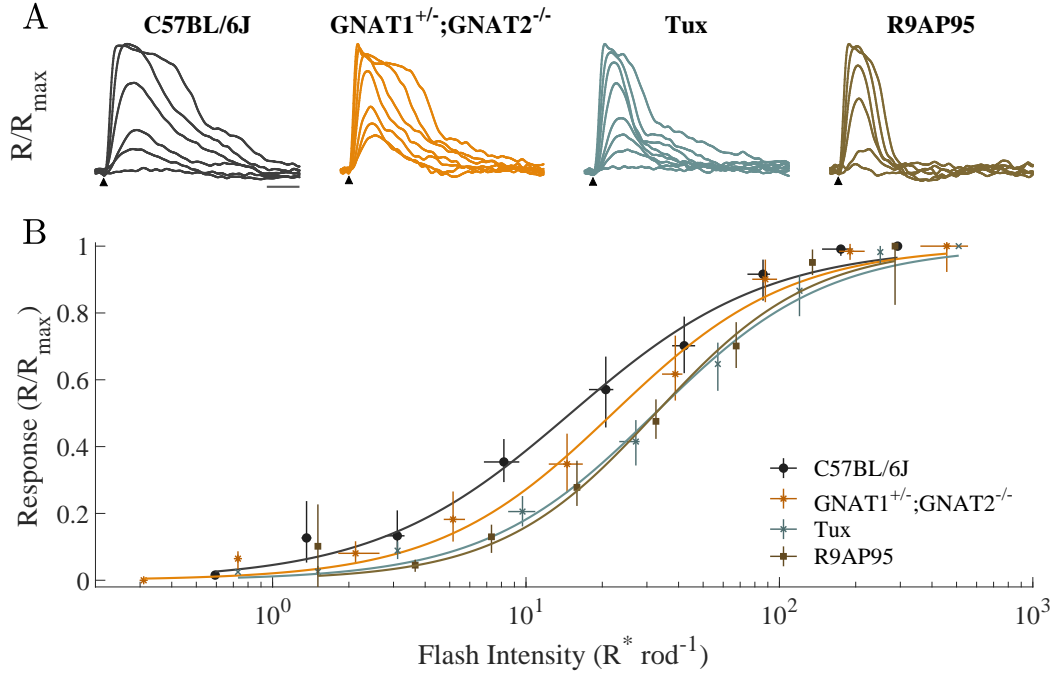 A
C57BL/6J GNAT1+/-;GNAT2-/- Tux R9AP95
R/Rmax
B
1
0.8
0.6
0.4
0.2
0
Response (R/Rmax)
C57BL/6J
GNAT1+/-;GNAT2-/-
Tux
R9AP95
10^0 10^1 10^2 10^3
Flash Intensity (R* rod-1)